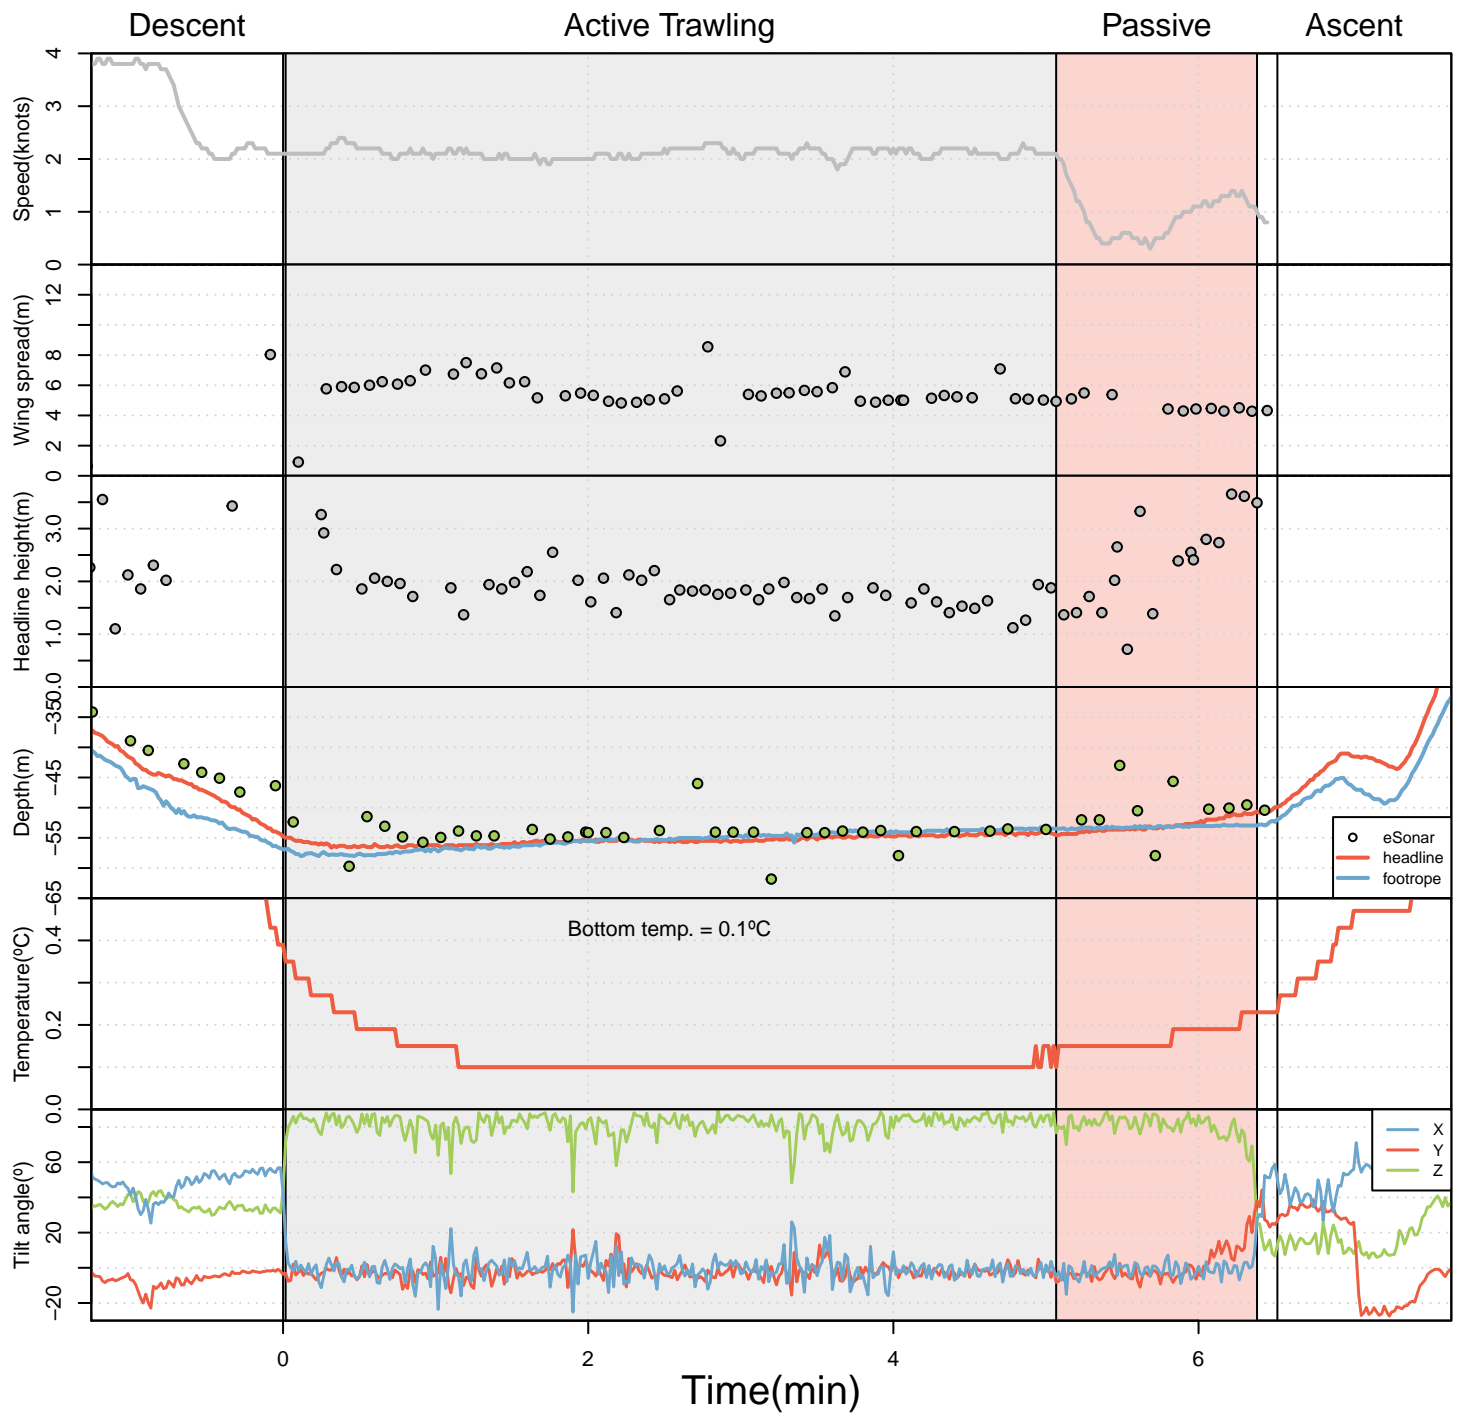 Descent Active Trawling Passive Ascent
Speed(knots)
4
3
2
1
0
Wing spread(m)
12
8
6
4
2
0
Headline height(m)
3.0
2.0
1.0
0.0
Depth(m)
−35
−45
−55
−65
eSonar
headline
footrope
Temperature(ºC)
0.4
0.2
0.0
Bottom temp. = 0.1ºC
Tilt angle(º)
60
20
−20
X
Y
Z
0 2 4 6
Time(min)